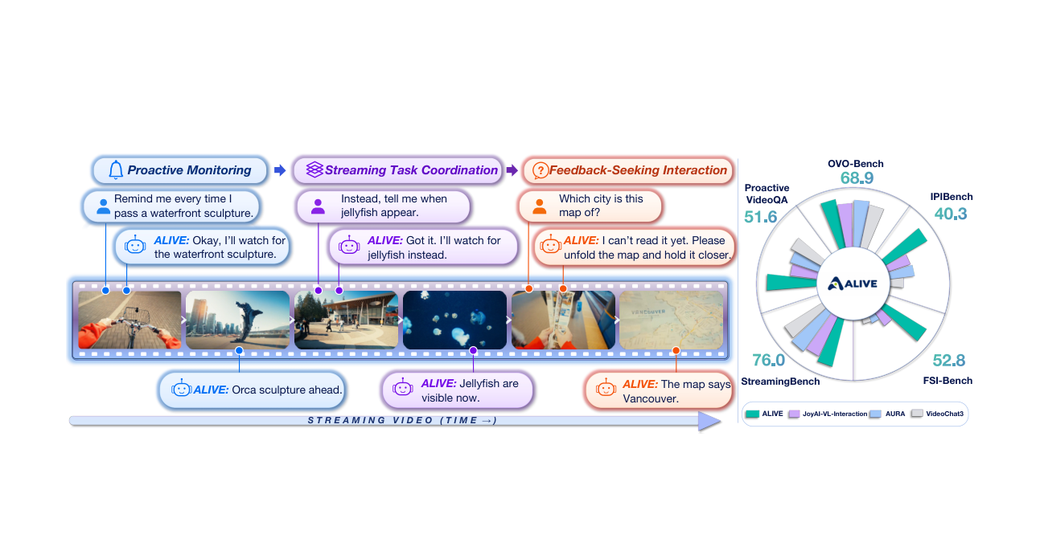 Proactive Monitoring
Streaming Task Coordination
Feedback-Seeking Interaction
Remind me every time I
pass a waterfront sculpture.
Instead, tell me when
jellyfish appear.
Which city is this
map of?
ALIVE: Okay, I'll watch for
the waterfront sculpture.
ALIVE: Got it. I'll watch for
jellyfish instead.
ALIVE: I can't read it yet. Please
unfold the map and hold it closer.
VANCOUVER
ALIVE: Orca sculpture ahead.
ALIVE: Jellyfish are
visible now.
ALIVE: The map says
Vancouver.
STREAMING VIDEO (TIME →)
OVO-Bench
68.9
Proactive
VideoQA
51.6
IPIBench
40.3
ALIVE
76.0
StreamingBench
52.8
FSI-Bench
ALIVE
JoyAI-VL-Interaction
AURA
VideoChat3